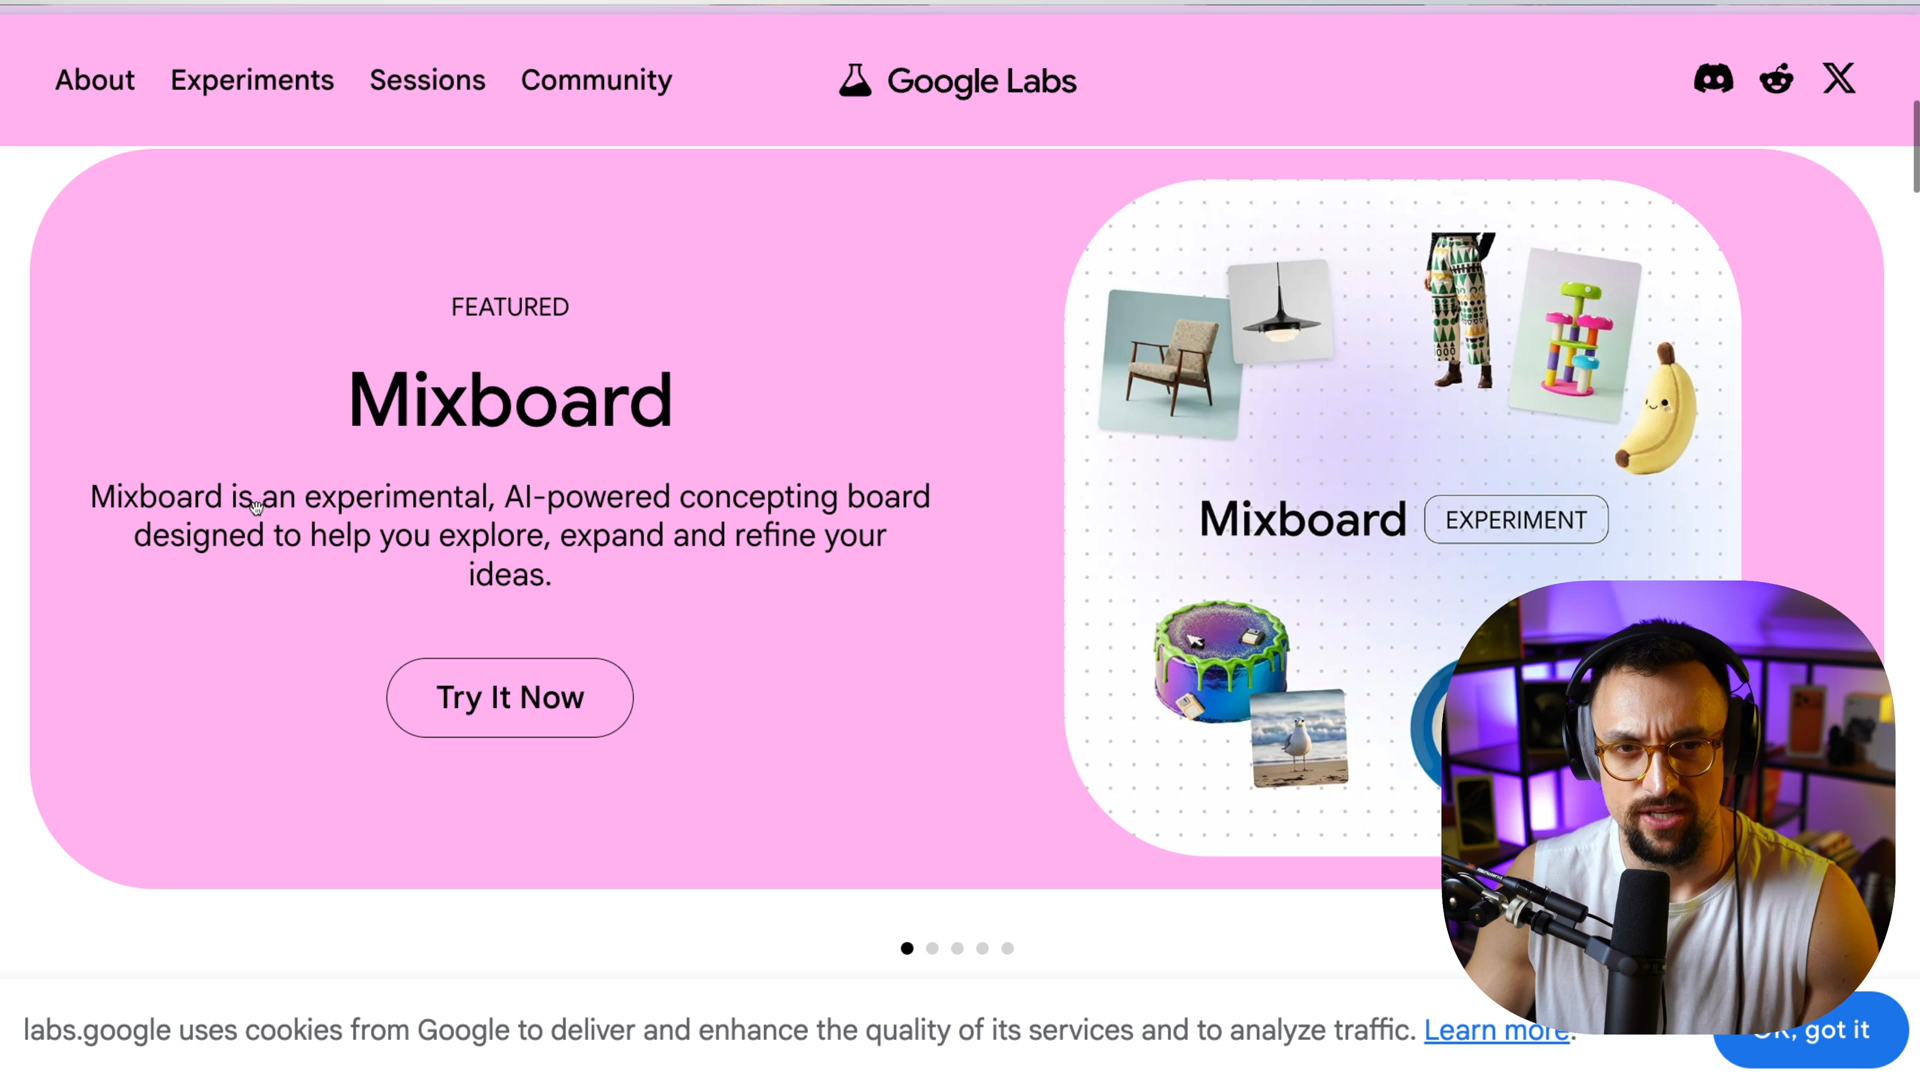 About Experiments Sessions Community
Google Labs
FEATURED
Mixboard
Mixboard is an experimental, AI-powered concepting board
designed to help you explore, expand and refine your
ideas.
Try It Now
Mixboard EXPERIMENT
labs.google uses cookies from Google to deliver and enhance the quality of its services and to analyze traffic. Learn more.
OK, got it